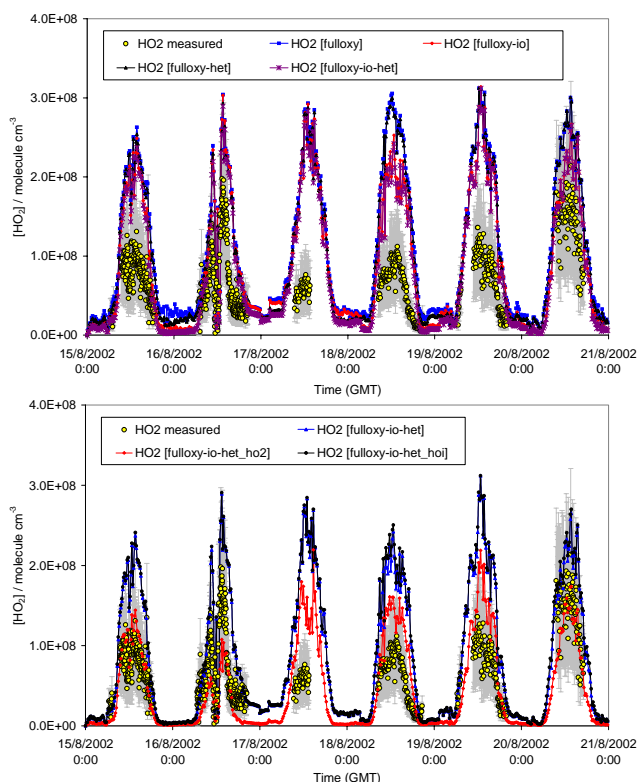 4.0E+08
HO2 measured HO2 [fulloxy] HO2 [fulloxy-io]
HO2 [fulloxy-het] HO2 [fulloxy-io-het]
3.0E+08
2.0E+08
1.0E+08
0.0E+00
[HO2] / molecule cm-3
15/8/2002 16/8/2002 17/8/2002 18/8/2002 19/8/2002 20/8/2002 21/8/2002
0:00 0:00 0:00 0:00 0:00 0:00 0:00
Time (GMT)
4.0E+08
HO2 measured HO2 [fulloxy-io-het]
HO2 [fulloxy-io-het_ho2] HO2 [fulloxy-io-het_hoi]
3.0E+08
2.0E+08
1.0E+08
0.0E+00
[HO2] / molecule cm-3
15/8/2002 16/8/2002 17/8/2002 18/8/2002 19/8/2002 20/8/2002 21/8/2002
0:00 0:00 0:00 0:00 0:00 0:00 0:00
Time (GMT)